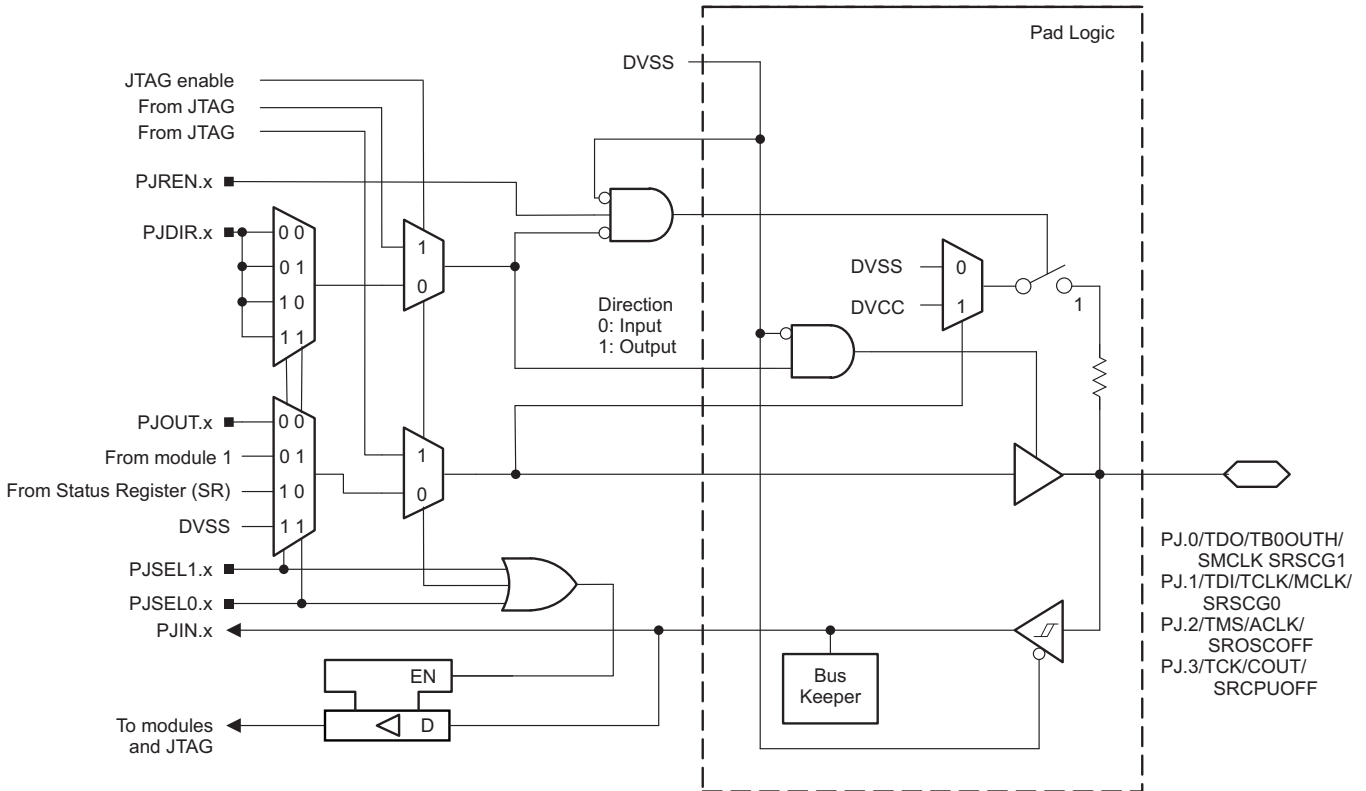 Pad Logic
DVSS
JTAG enable
From JTAG
From JTAG
PJREN.x
PJDIR.x
0 0
0 1
1 0
1 1
1
0
Direction
0: Input
1: Output
DVSS
DVCC
0
1
1
PJOUT.x
From module 1
From Status Register (SR)
DVSS
0 0
0 1
1 0
1 1
1
0
PJSEL1.x
PJSEL0.x
PJIN.x
EN
D
To modules
and JTAG
Bus
Keeper
PJ.0/TDO/TB0OUTH/
SMCLK SRSCG1
PJ.1/TDI/TCLK/MCLK/
SRSCG0
PJ.2/TMS/ACLK/
SROSCOFF
PJ.3/TCK/COUT/
SRCPUOFF